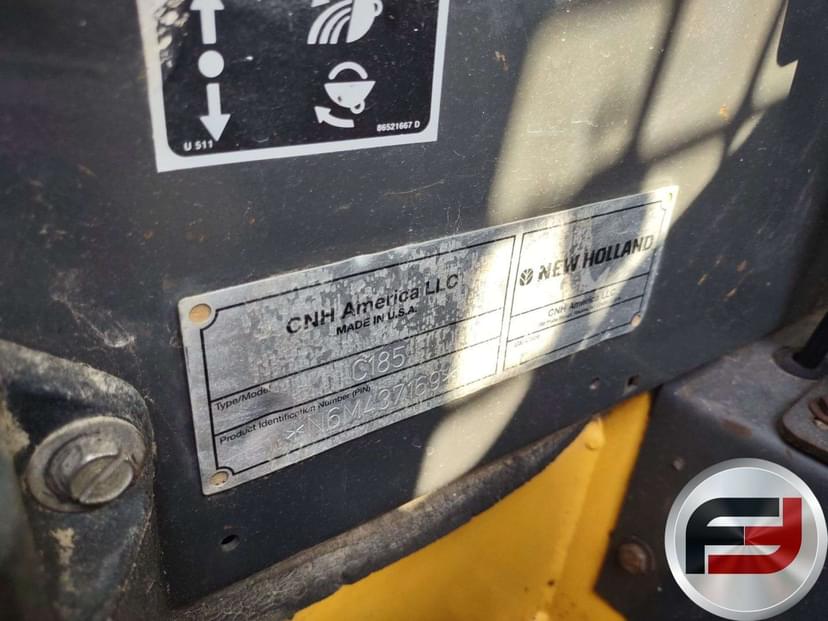 U 511
86521667 D
CNH America LLC
MADE IN U.S.A.
NEW HOLLAND
CNH America LLC
Type/Model
C185
Product Identification Number (PIN)
*N6M437169*